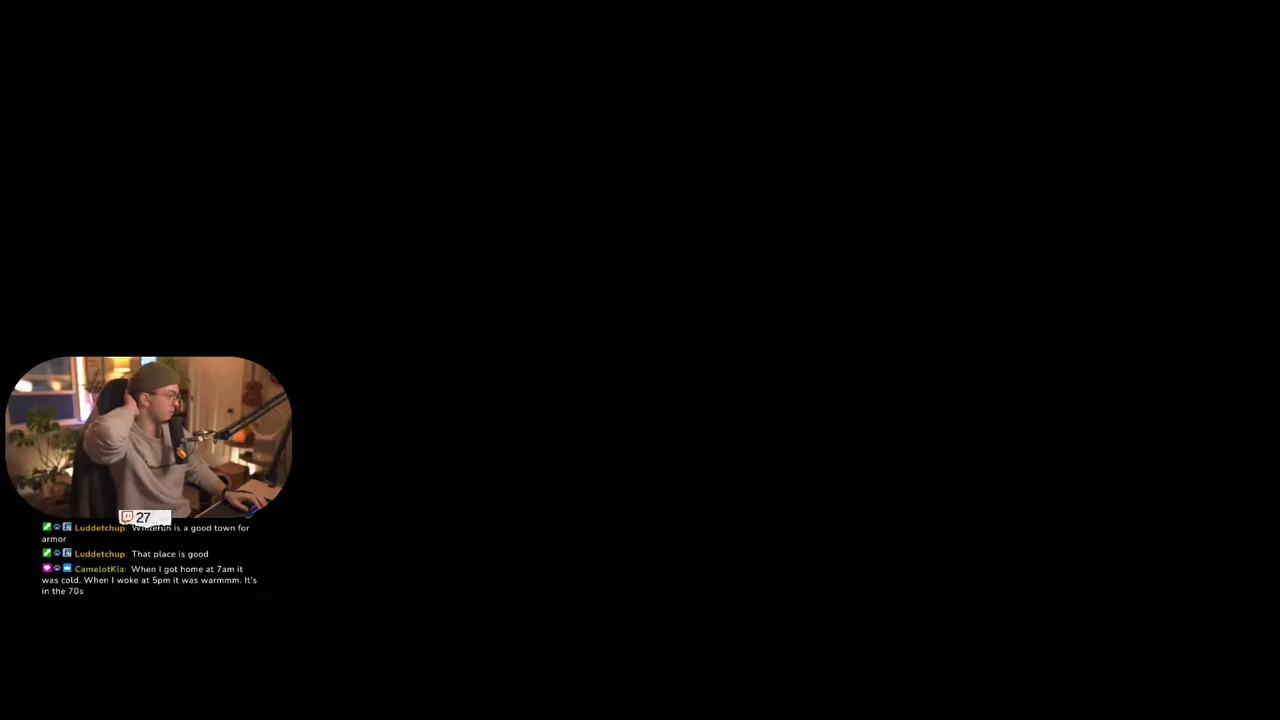 27
Luddetchup: Whiterun is a good town for
armor
Luddetchup: That place is good
CamelotKia: When I got home at 7am it
was cold. When I woke at 5pm it was warmmm. It's
in the 70s